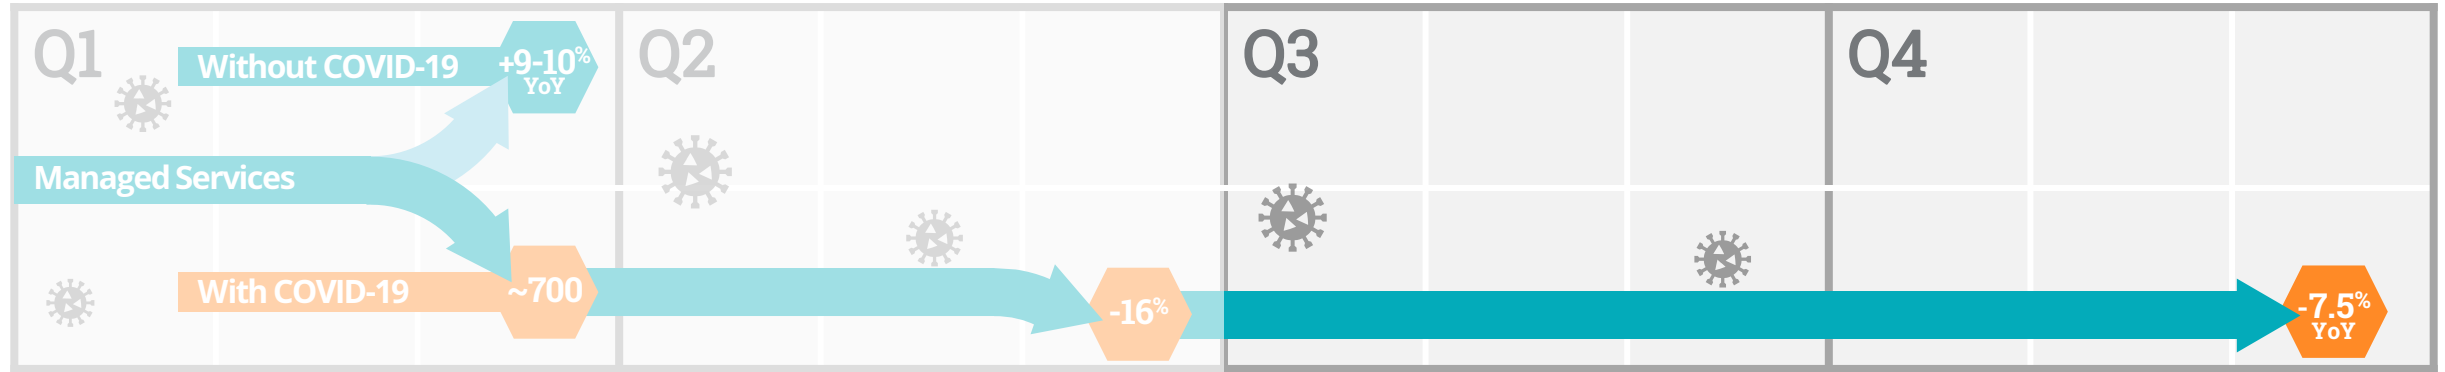 Q1
Without COVID-19
+9-10%
YoY
Managed Services
With COVID-19
~700
Q2
-16%
Q3
Q4
-7.5%
YoY